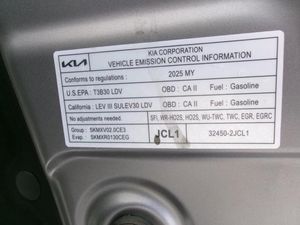 KIA
KIA CORPORATION
VEHICLE EMISSION CONTROL INFORMATION
Conforms to regulations : 2025 MY
U.S.EPA : T3B30 LDV OBD : CA II Fuel : Gasoline
California : LEV III SULEV30 LDV OBD : CA II Fuel : Gasoline
No adjustments needed. SFI, WR-HO2S, HO2S, WU-TWC, TWC, EGR, EGRC
Group : SKMXV02.0CE3
Evap. : SKMXR0130CEG
JCL1 32450-2JCL1